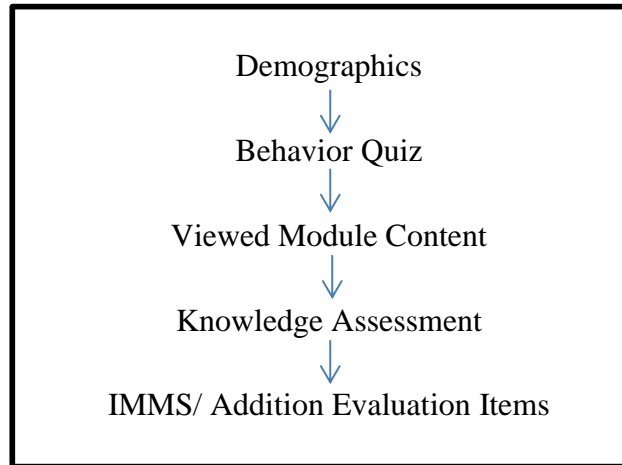 Demographics
Behavior Quiz
Viewed Module Content
Knowledge Assessment
IMMS/ Addition Evaluation Items